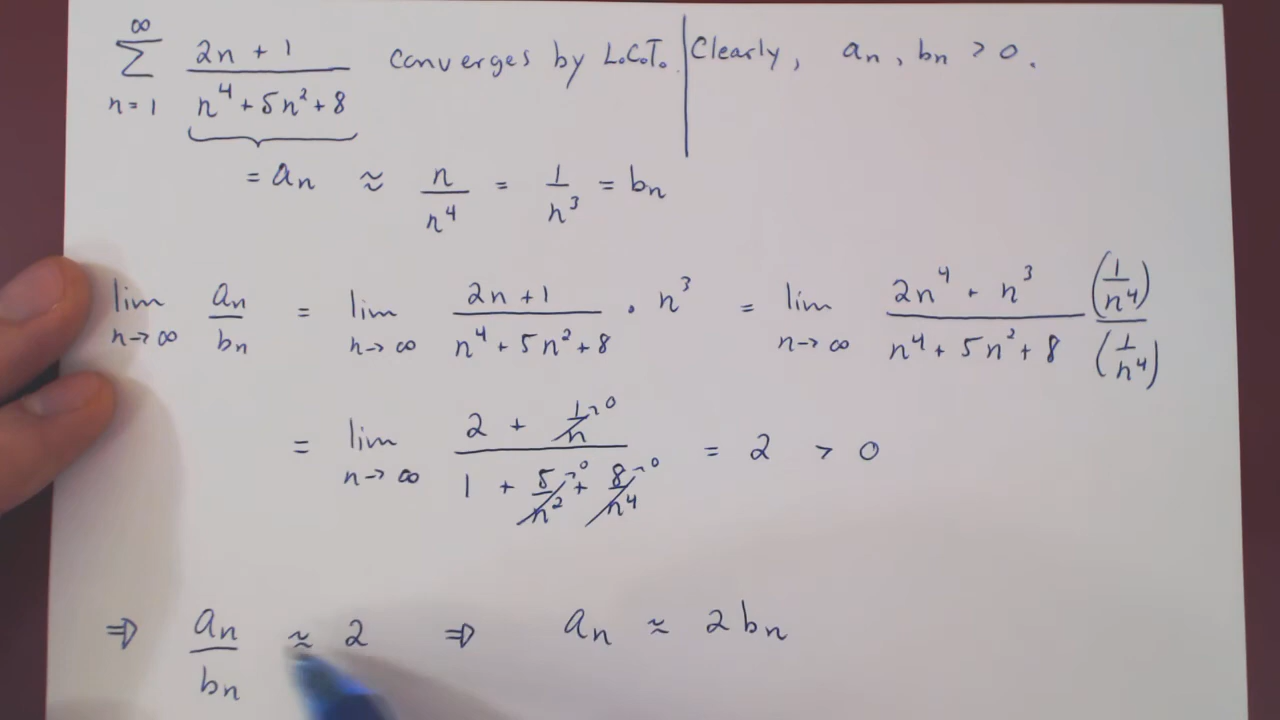 ∞
∑ 2n + 1 / n⁴ + 5n² + 8 converges by L.C.T. | Clearly, aₙ, bₙ > 0.
n = 1
= aₙ ≈ n / n⁴ = 1 / n³ = bₙ
lim n→∞ aₙ / bₙ = lim n→∞ 2n + 1 / n⁴ + 5n² + 8 · n³ = lim n→∞ 2n⁴ + n³ / n⁴ + 5n² + 8 (1/n⁴) / (1/n⁴)
= lim n→∞ 2 + 1/n→0 / 1 + 5/n²→0 + 8/n⁴→0 = 2 > 0
⇒ aₙ / bₙ ≈ 2 ⇒ aₙ ≈ 2bₙ